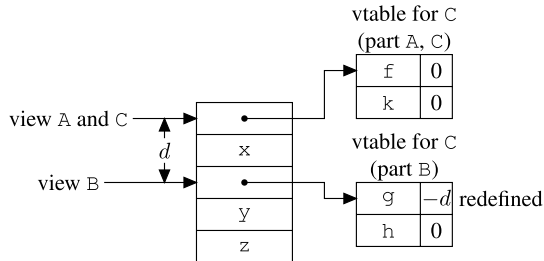 vtable for C
(part A, C)
f 0
k 0
view A and C
d
x
vtable for C
(part B)
view B
g −d redefined
y
h 0
z